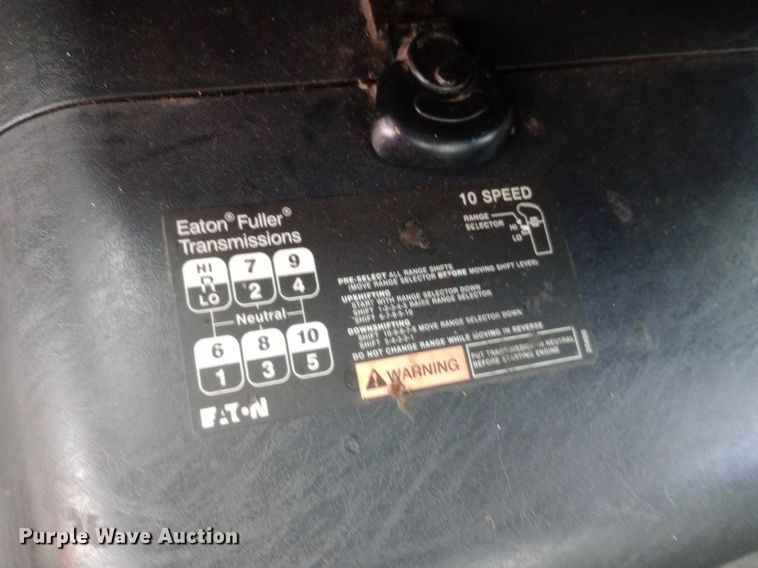 10 SPEED
Eaton® Fuller®
Transmissions
RANGE
SELECTOR
HI
LO
HI
R
LO
7
2
9
4
Neutral
6
1
8
3
10
5
EATON
PRE-SELECT ALL RANGE SHIFTS
(MOVE RANGE SELECTOR BEFORE MOVING SHIFT LEVER)
UPSHIFTING
START WITH RANGE SELECTOR DOWN
SHIFT 1-2-3-4-5 RAISE RANGE SELECTOR
SHIFT 6-7-8-9-10
DOWNSHIFTING
SHIFT 10-9-8-7-6 MOVE RANGE SELECTOR DOWN
SHIFT 5-4-3-2-1
DO NOT CHANGE RANGE WHILE MOVING IN REVERSE
WARNING
PUT TRANSMISSION IN NEUTRAL
BEFORE STARTING ENGINE
Purple Wave Auction